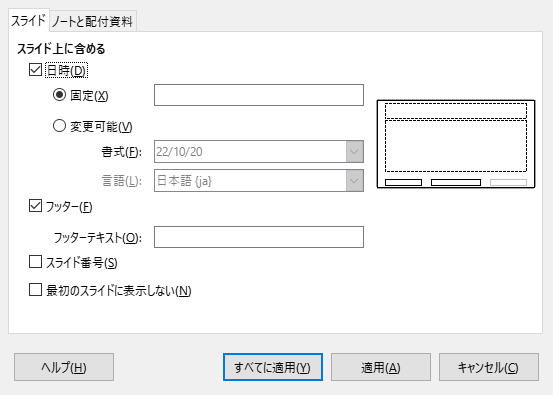 スライド ノートと配付資料
スライド上に含める
日時(D)
固定(X)
変更可能(V)
書式(F): 22/10/20
言語(L): 日本語 {ja}
フッター(F)
フッターテキスト(O):
スライド番号(S)
最初のスライドに表示しない(N)
ヘルプ(H) すべてに適用(Y) 適用(A) キャンセル(C)